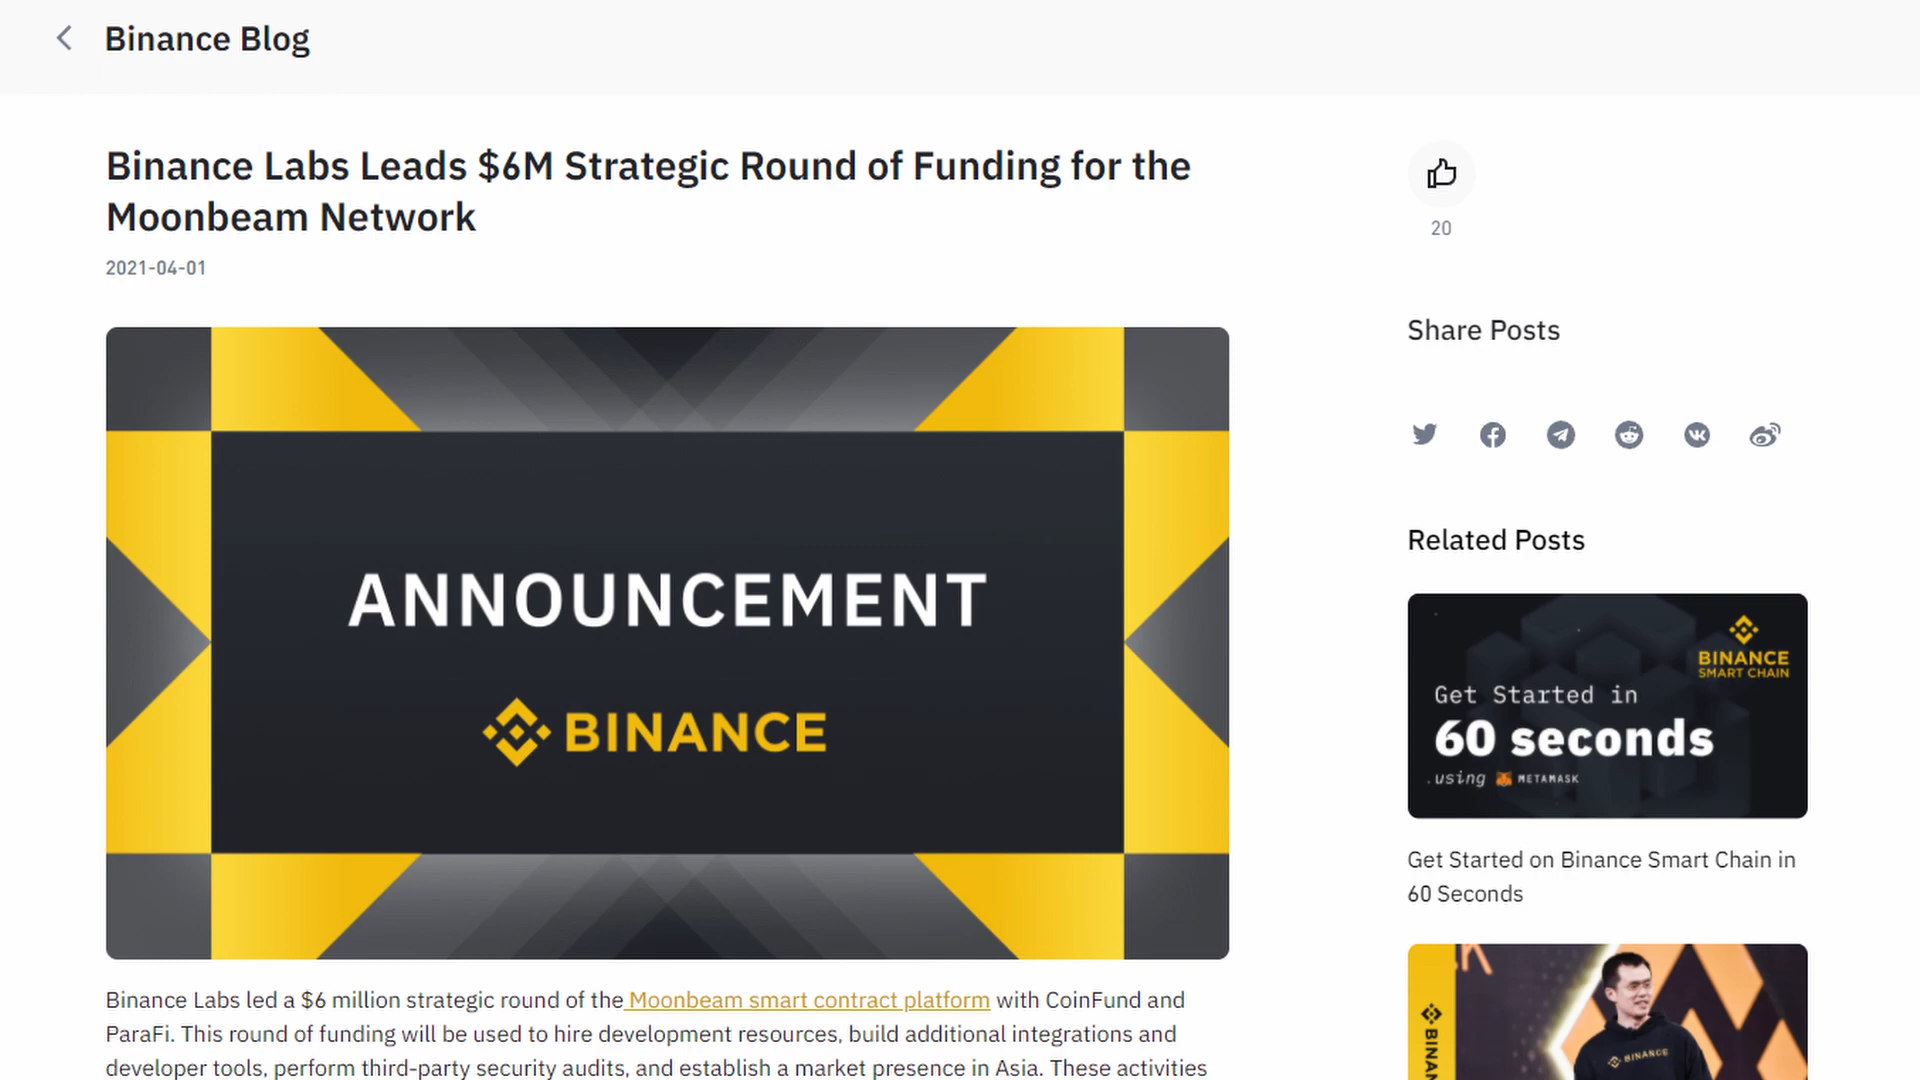 Binance Blog
Binance Labs Leads $6M Strategic Round of Funding for the
Moonbeam Network
2021-04-01
ANNOUNCEMENT
BINANCE
Binance Labs led a $6 million strategic round of the Moonbeam smart contract platform with CoinFund and
ParaFi. This round of funding will be used to hire development resources, build additional integrations and
developer tools, perform third-party security audits, and establish a market presence in Asia. These activities
20
Share Posts
Related Posts
BINANCE
SMART CHAIN
Get Started in
60 seconds
using METAMASK
Get Started on Binance Smart Chain in
60 Seconds
BINANCE